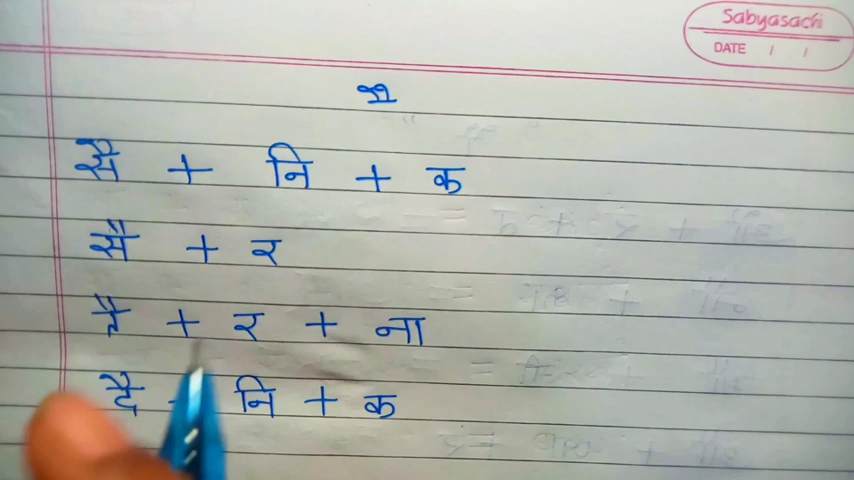 Sabyasachi
DATE / /
सै + नि + क
सै + र
तै + र + ना
दै + नि + क